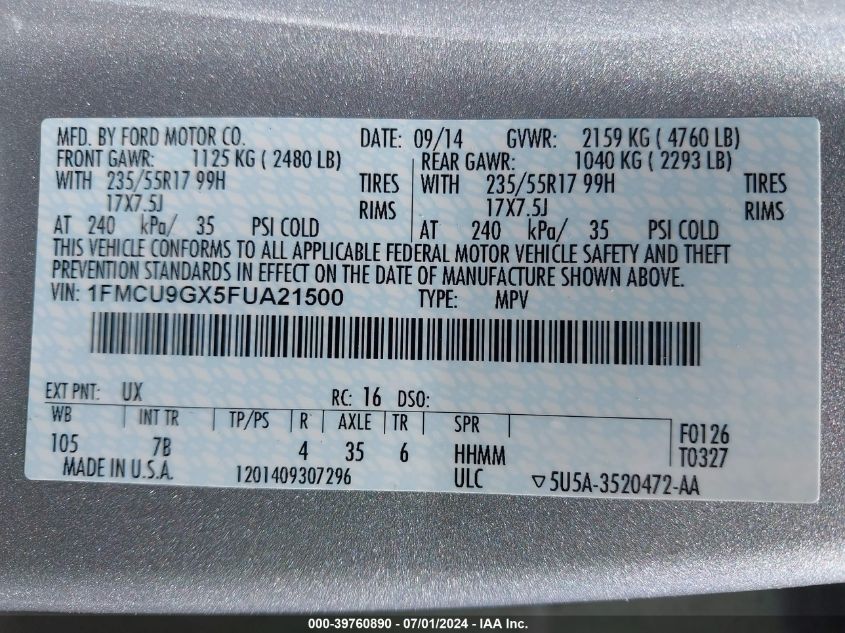 MFD. BY FORD MOTOR CO. DATE: 09/14 GVWR: 2159 KG ( 4760 LB)
FRONT GAWR: 1125 KG ( 2480 LB) REAR GAWR: 1040 KG ( 2293 LB)
WITH 235/55R17 99H TIRES WITH 235/55R17 99H TIRES
17X7.5J RIMS 17X7.5J RIMS
AT 240 kPa/ 35 PSI COLD AT 240 kPa/ 35 PSI COLD
THIS VEHICLE CONFORMS TO ALL APPLICABLE FEDERAL MOTOR VEHICLE SAFETY AND THEFT
PREVENTION STANDARDS IN EFFECT ON THE DATE OF MANUFACTURE SHOWN ABOVE.
VIN: 1FMCU9GX5FUA21500 TYPE: MPV
EXT PNT: UX RC: 16 DSO:
WB INT TR TP/PS R AXLE TR SPR
105 7B 4 35 6 HHMM F0126
T0327
MADE IN U.S.A. 1201409307296 ULC ▽5U5A-3520472-AA
000-39760890 - 07/01/2024 - USA - IAA Inc.